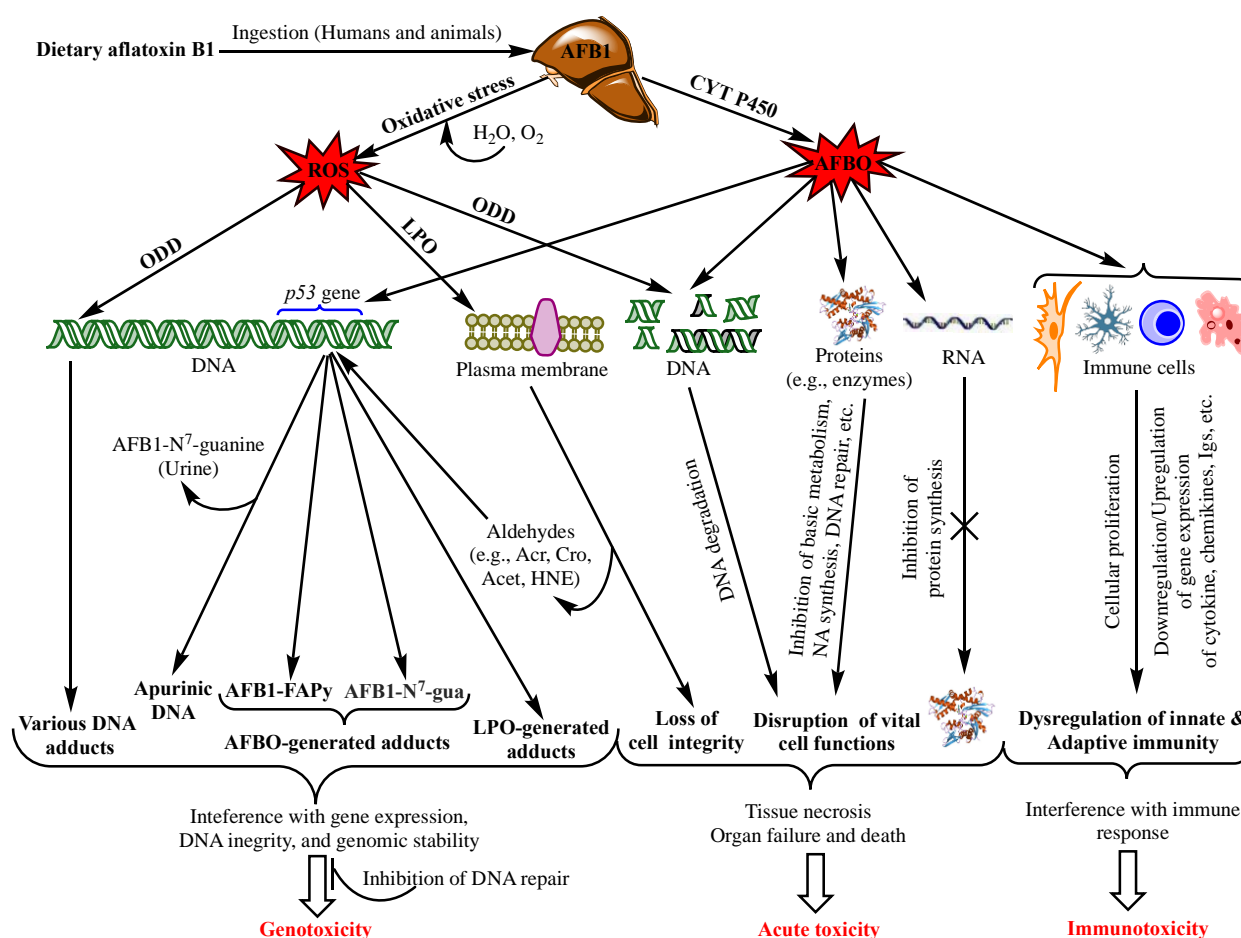 Ingestion (Humans and animals)
Dietary aflatoxin B1
AFB1
Oxidative stress
CYT P450
H₂O, O₂
ROS
AFBO
ODD
LPO
ODD
p53 gene
DNA
Plasma membrane
DNA
Proteins
(e.g., enzymes)
RNA
Immune cells
AFB1-N⁷-guanine
(Urine)
Aldehydes
(e.g., Acr, Cro,
Acet, HNE)
DNA degradation
Inhibition of basic metabolism,
NA synthesis, DNA repair, etc.
Inhibition of
protein synthesis
Cellular proliferation
Downregulation/Upregulation
of gene expression
of cytokine, chemikines, Igs, etc.
Various DNA
adducts
Apurinic
DNA
AFB1-FAPy
AFB1-N⁷-gua
AFBO-generated adducts
LPO-generated
adducts
Loss of
cell integrity
Disruption of vital
cell functions
Dysregulation of innate &
Adaptive immunity
Inteference with gene expression,
DNA inegrity, and genomic stability
Tissue necrosis
Organ failure and death
Interference with immune
response
Inhibition of DNA repair
Genotoxicity
Acute toxicity
Immunotoxicity